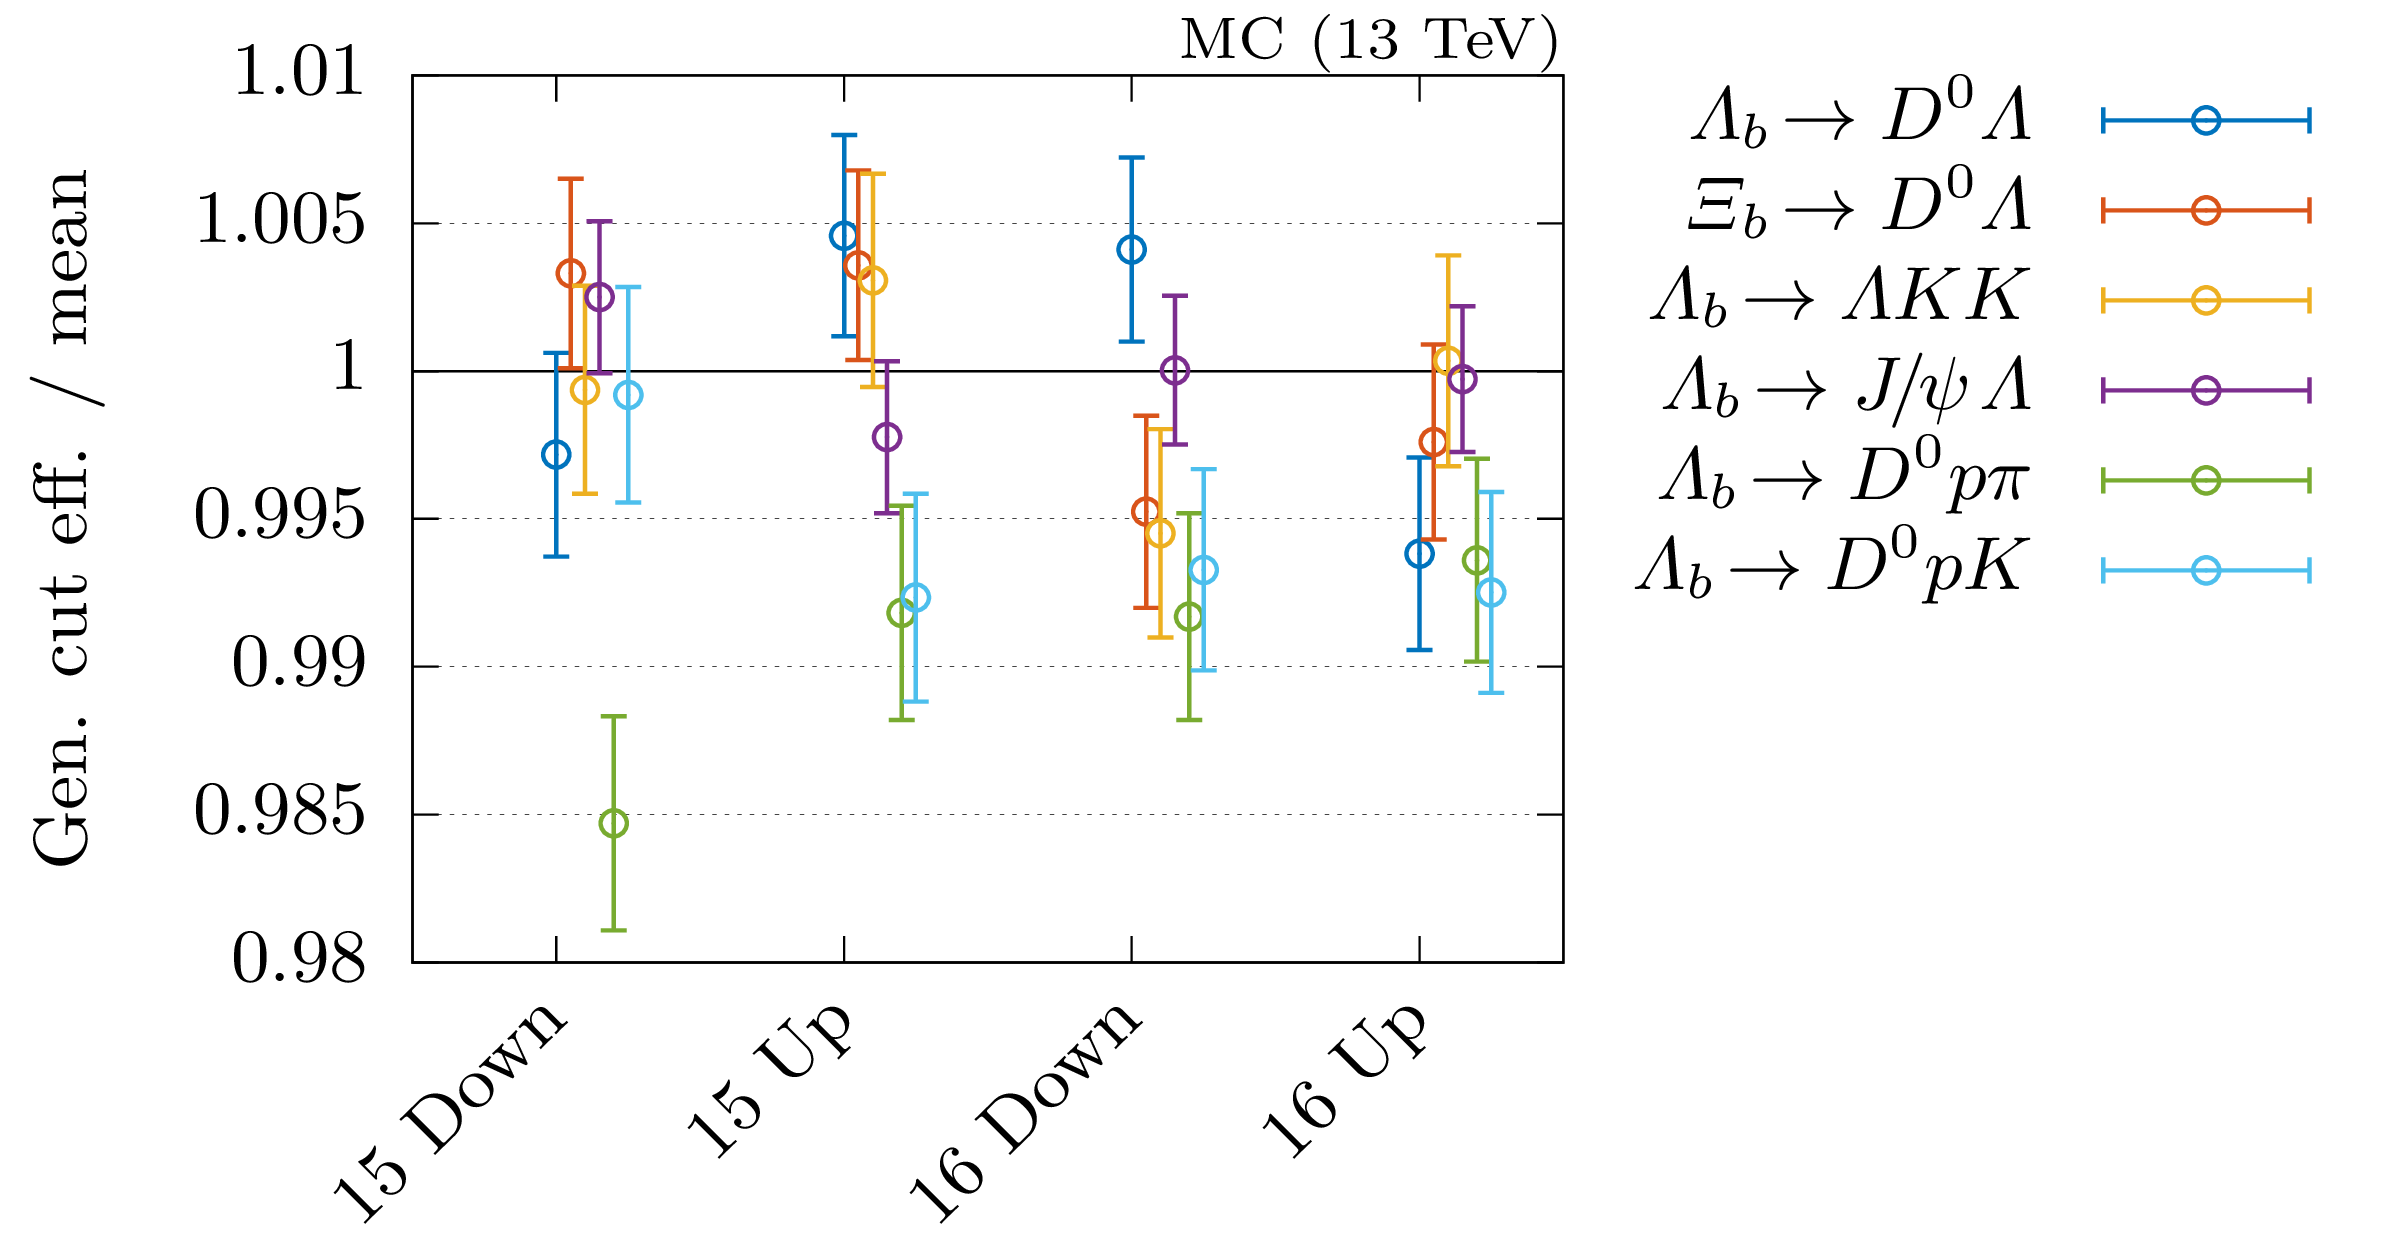 MC (13 TeV)
Gen. cut eff. / mean
1.01
1.005
1
0.995
0.99
0.985
0.98
15 Down
15 Up
16 Down
16 Up
Λb → D⁰Λ
Ξb → D⁰Λ
Λb → ΛKK
Λb → J/ψ Λ
Λb → D⁰pπ
Λb → D⁰pK